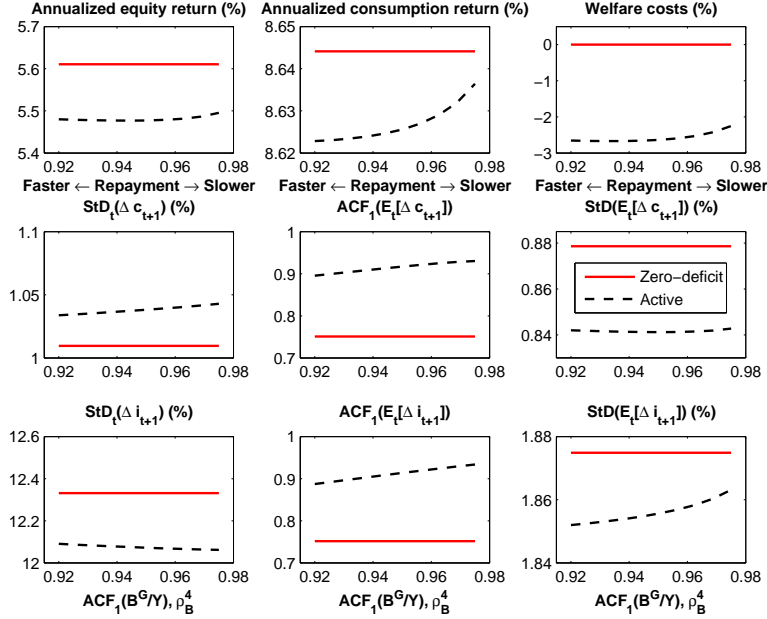 Annualized equity return (%)
Annualized consumption return (%)
Welfare costs (%)
5.7
5.6
5.5
5.4
0.92 0.94 0.96 0.98
Faster ← Repayment → Slower
8.65
8.64
8.63
8.62
0.92 0.94 0.96 0.98
Faster ← Repayment → Slower
0
−1
−2
−3
0.92 0.94 0.96 0.98
Faster ← Repayment → Slower
StD_t(Δ c_{t+1}) (%)
ACF_1(E_t[Δ c_{t+1}])
StD(E_t[Δ c_{t+1}]) (%)
1.1
1.05
1
0.92 0.94 0.96 0.98
1
0.9
0.8
0.7
0.92 0.94 0.96 0.98
0.88
0.86
0.84
Zero−deficit
Active
0.92 0.94 0.96 0.98
StD_t(Δ i_{t+1}) (%)
ACF_1(E_t[Δ i_{t+1}])
StD(E_t[Δ i_{t+1}]) (%)
12.6
12.4
12.2
12
0.92 0.94 0.96 0.98
ACF_1(B^G/Y), ρ_B^4
1
0.9
0.8
0.7
0.92 0.94 0.96 0.98
ACF_1(B^G/Y), ρ_B^4
1.88
1.86
1.84
0.92 0.94 0.96 0.98
ACF_1(B^G/Y), ρ_B^4